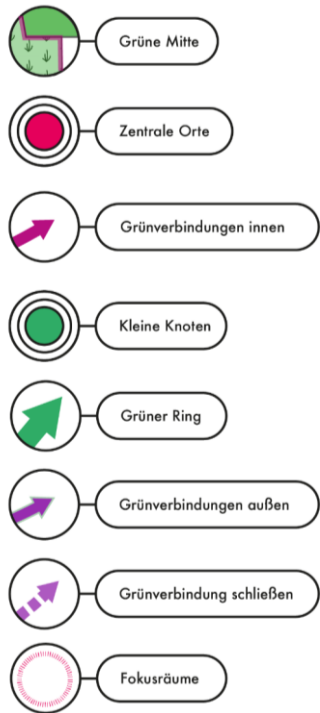 Grüne Mitte
Zentrale Orte
Grünverbindungen innen
Kleine Knoten
Grüner Ring
Grünverbindungen außen
Grünverbindung schließen
Fokusräume